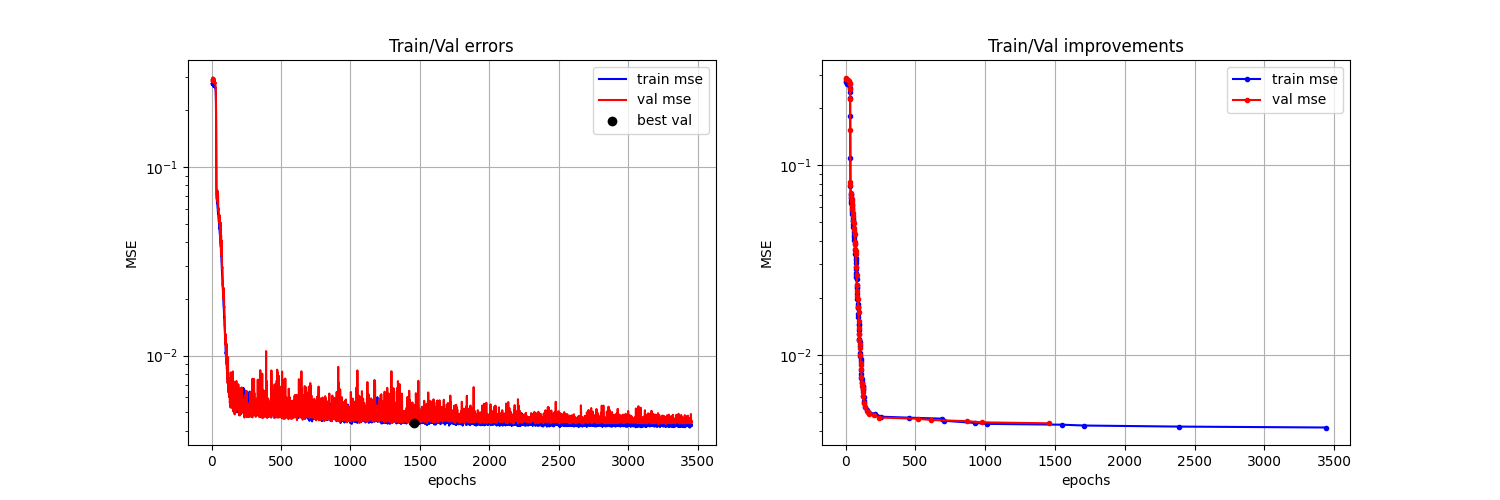 Train/Val errors
train mse
val mse
best val
10⁻¹
10⁻²
MSE
0 500 1000 1500 2000 2500 3000 3500
epochs
Train/Val improvements
train mse
val mse
10⁻¹
10⁻²
MSE
0 500 1000 1500 2000 2500 3000 3500
epochs